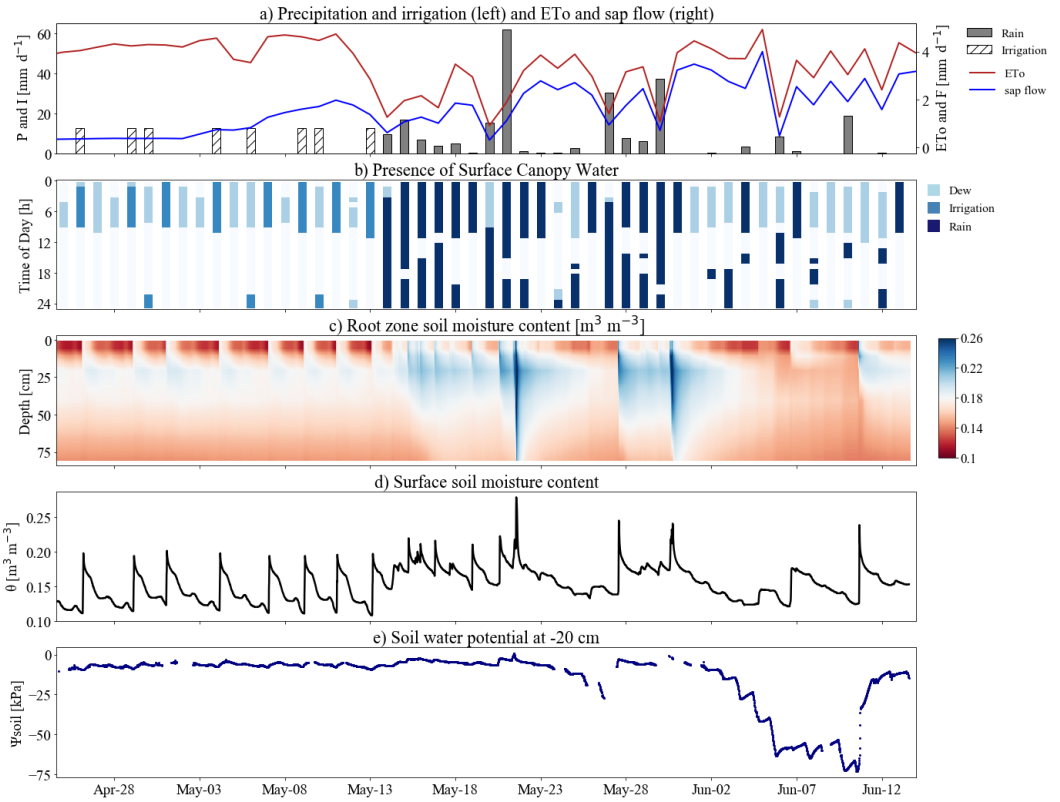 a) Precipitation and irrigation (left) and ETo and sap flow (right)
P and I [mm d⁻¹]
60
40
20
0
ETo and F [mm d⁻¹]
4
2
0
Rain
Irrigation
ETo
sap flow
b) Presence of Surface Canopy Water
Time of Day [h]
0
6
12
18
24
Dew
Irrigation
Rain
c) Root zone soil moisture content [m³ m⁻³]
Depth [cm]
0
25
50
75
0.26
0.22
0.18
0.14
0.1
d) Surface soil moisture content
θ [m³ m⁻³]
0.25
0.20
0.15
0.10
e) Soil water potential at -20 cm
Ψsoil [kPa]
0
−25
−50
−75
Apr-28 May-03 May-08 May-13 May-18 May-23 May-28 Jun-02 Jun-07 Jun-12